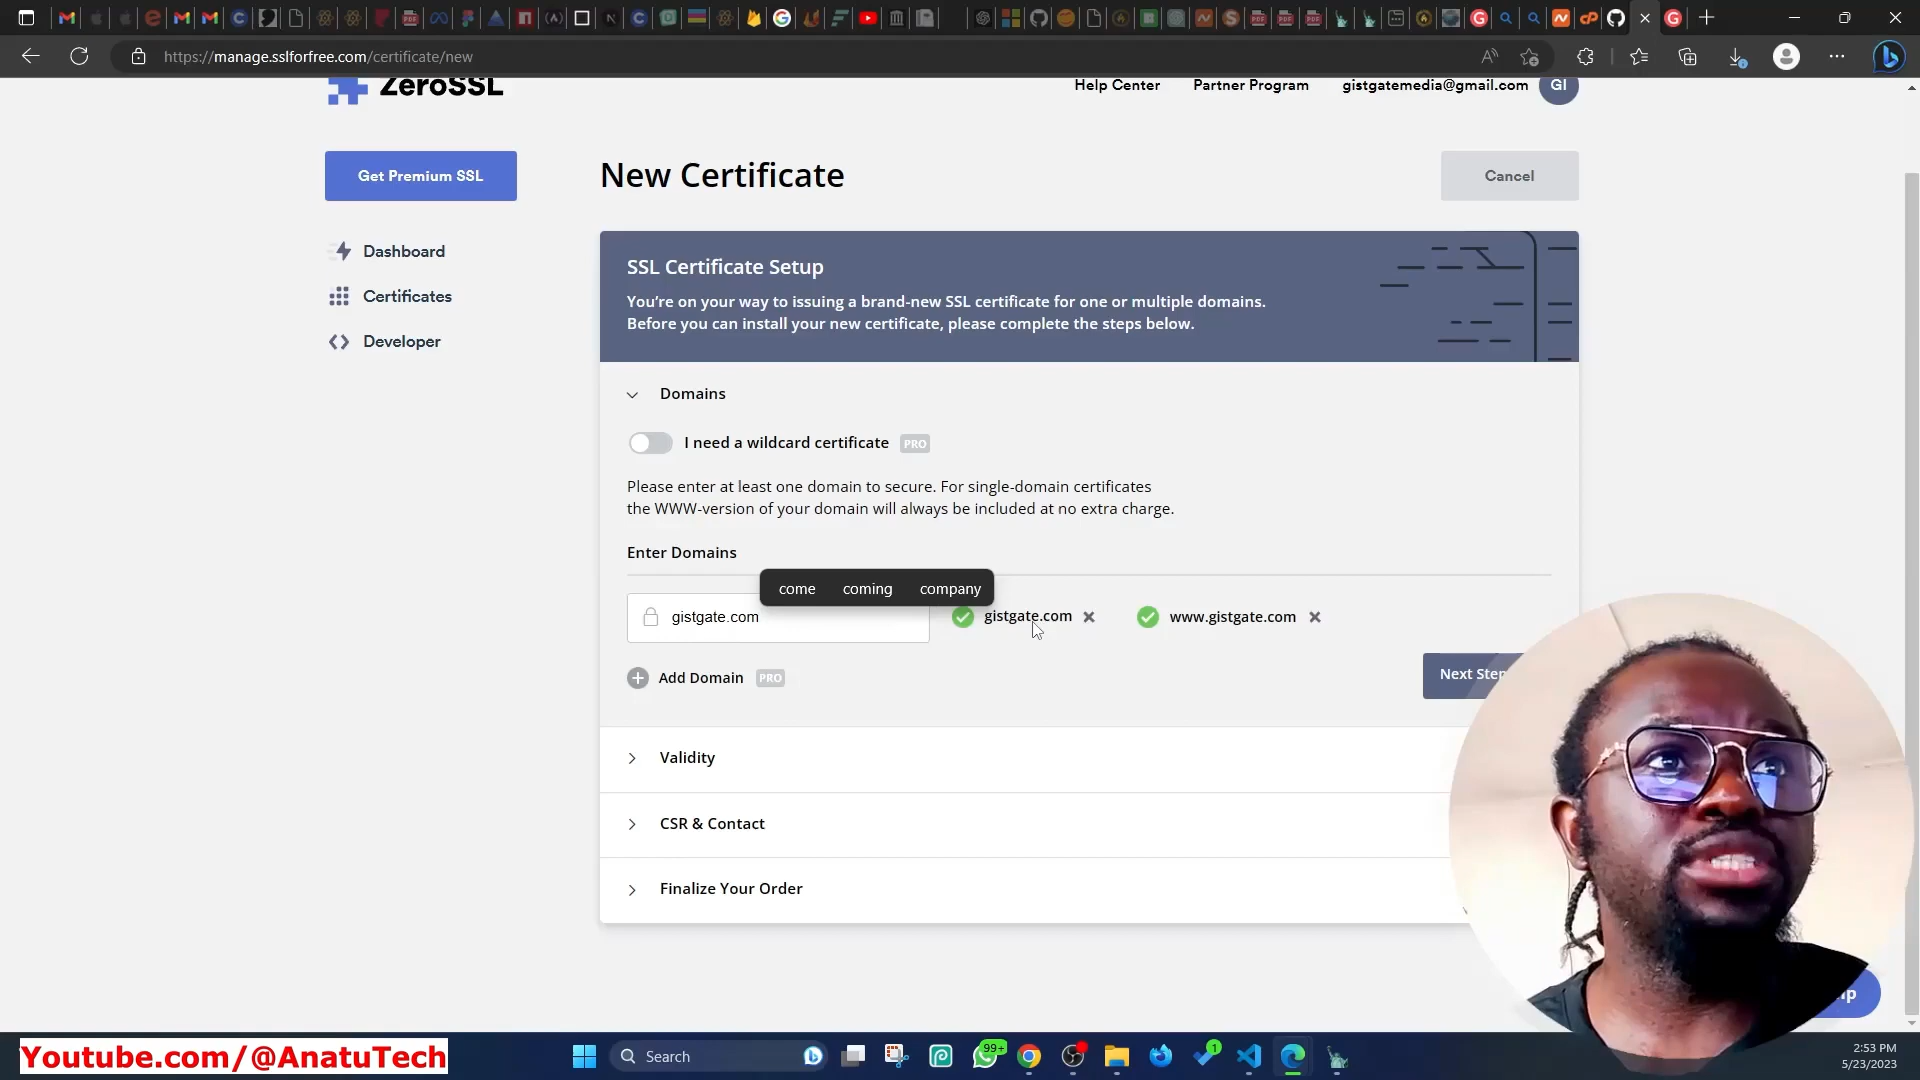 https://manage.sslforfree.com/certificate/new
ZeroSSL
Help Center
Partner Program
gistgatemedia@gmail.com
GI
Get Premium SSL
New Certificate
Cancel
Dashboard
Certificates
Developer
SSL Certificate Setup
You're on your way to issuing a brand-new SSL certificate for one or multiple domains.
Before you can install your new certificate, please complete the steps below.
Domains
I need a wildcard certificate PRO
Please enter at least one domain to secure. For single-domain certificates
the WWW-version of your domain will always be included at no extra charge.
Enter Domains
come coming company
gistgate.com
gistgate.com
www.gistgate.com
Add Domain PRO
Next Step
Validity
CSR & Contact
Finalize Your Order
Youtube.com/@AnatuTech
Search
99+
1
2:53 PM
5/23/2023